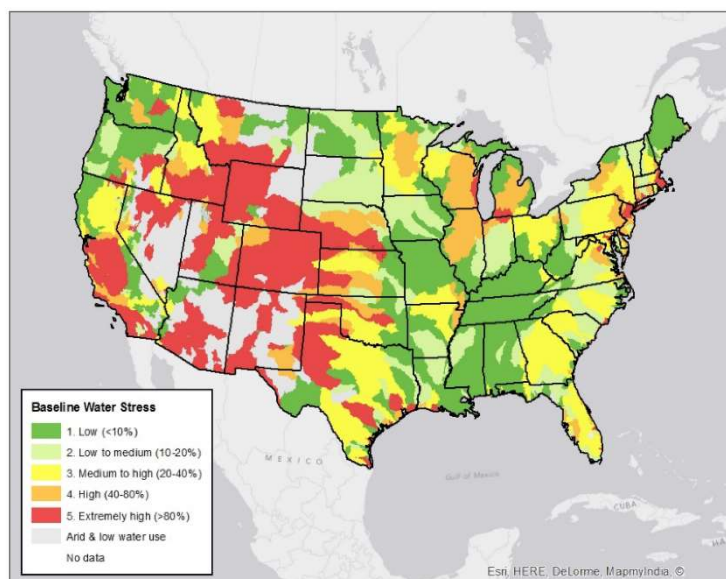 Baseline Water Stress
1. Low (<10%)
2. Low to medium (10-20%)
3. Medium to high (20-40%)
4. High (40-80%)
5. Extremely high (>80%)
Arid & low water use
No data
MEXICO
Gulf of Mexico
CUBA
Esri, HERE, DeLorme, MapmyIndia, ©